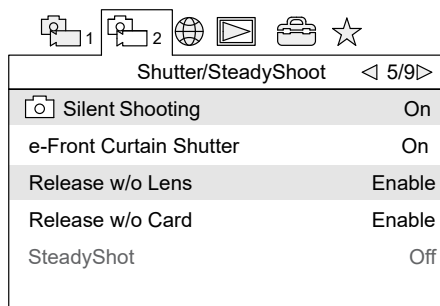 1 2
Shutter/SteadyShoot 5/9
Silent Shooting On
e-Front Curtain Shutter On
Release w/o Lens Enable
Release w/o Card Enable
SteadyShot Off